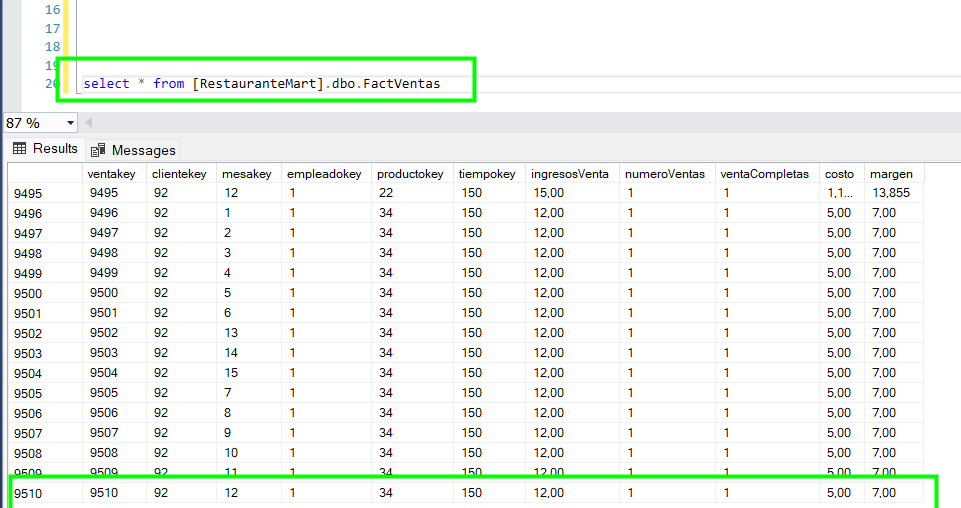 16
17
18
19
20 select * from [RestauranteMart].dbo.FactVentas
87 %
Results Messages
ventakey clientekey mesakey empleadokey productokey tiempokey ingresosVenta numeroVentas ventaCompletas costo margen
9495 9495 92 12 1 22 150 15,00 1 1 1,1... 13,855
9496 9496 92 1 1 34 150 12,00 1 1 5,00 7,00
9497 9497 92 2 1 34 150 12,00 1 1 5,00 7,00
9498 9498 92 3 1 34 150 12,00 1 1 5,00 7,00
9499 9499 92 4 1 34 150 12,00 1 1 5,00 7,00
9500 9500 92 5 1 34 150 12,00 1 1 5,00 7,00
9501 9501 92 6 1 34 150 12,00 1 1 5,00 7,00
9502 9502 92 13 1 34 150 12,00 1 1 5,00 7,00
9503 9503 92 14 1 34 150 12,00 1 1 5,00 7,00
9504 9504 92 15 1 34 150 12,00 1 1 5,00 7,00
9505 9505 92 7 1 34 150 12,00 1 1 5,00 7,00
9506 9506 92 8 1 34 150 12,00 1 1 5,00 7,00
9507 9507 92 9 1 34 150 12,00 1 1 5,00 7,00
9508 9508 92 10 1 34 150 12,00 1 1 5,00 7,00
9509 9509 92 11 1 34 150 12,00 1 1 5,00 7,00
9510 9510 92 12 1 34 150 12,00 1 1 5,00 7,00